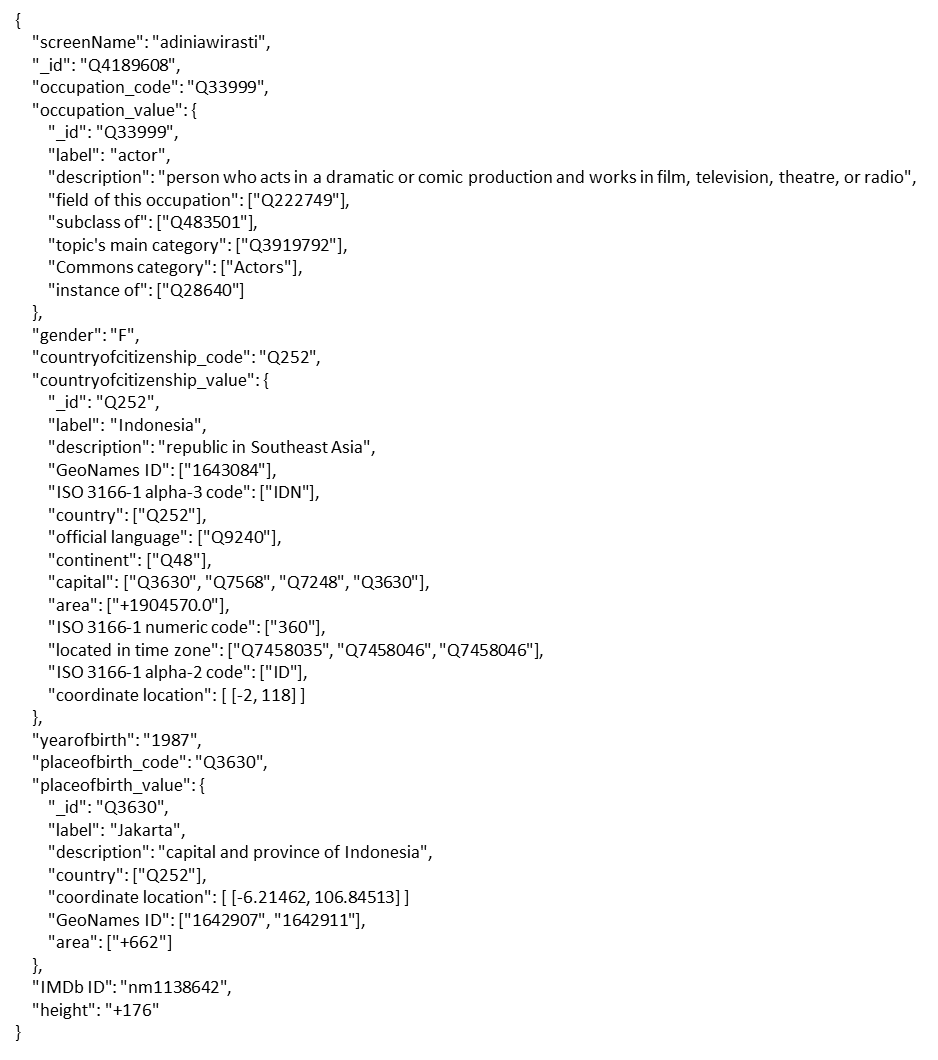 {
"screenName": "adiniawirasti",
"_id": "Q4189608",
"occupation_code": "Q33999",
"occupation_value": {
"_id": "Q33999",
"label": "actor",
"description": "person who acts in a dramatic or comic production and works in film, television, theatre, or radio",
"field of this occupation": ["Q222749"],
"subclass of": ["Q483501"],
"topic's main category": ["Q3919792"],
"Commons category": ["Actors"],
"instance of": ["Q28640"]
},
"gender": "F",
"countryofcitizenship_code": "Q252",
"countryofcitizenship_value": {
"_id": "Q252",
"label": "Indonesia",
"description": "republic in Southeast Asia",
"GeoNames ID": ["1643084"],
"ISO 3166-1 alpha-3 code": ["IDN"],
"country": ["Q252"],
"official language": ["Q9240"],
"continent": ["Q48"],
"capital": ["Q3630", "Q7568", "Q7248", "Q3630"],
"area": ["+1904570.0"],
"ISO 3166-1 numeric code": ["360"],
"located in time zone": ["Q7458035", "Q7458046", "Q7458046"],
"ISO 3166-1 alpha-2 code": ["ID"],
"coordinate location": [ [-2, 118] ]
},
"yearofbirth": "1987",
"placeofbirth_code": "Q3630",
"placeofbirth_value": {
"_id": "Q3630",
"label": "Jakarta",
"description": "capital and province of Indonesia",
"country": ["Q252"],
"coordinate location": [ [-6.21462, 106.84513] ]
"GeoNames ID": ["1642907", "1642911"],
"area": ["+662"]
},
"IMDb ID": "nm1138642",
"height": "+176"
}